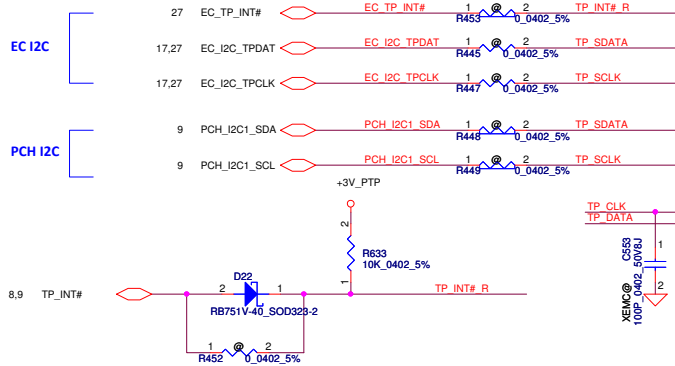 27 EC_TP_INT# EC_TP_INT# 1 @ 2 TP_INT#_R
R453 0_0402_5%
EC I2C
17,27 EC_I2C_TPDAT EC_I2C_TPDAT 1 @ 2 TP_SDATA
R445 0_0402_5%
17,27 EC_I2C_TPCLK EC_I2C_TPCLK 1 @ 2 TP_SCLK
R447 0_0402_5%
PCH I2C
9 PCH_I2C1_SDA PCH_I2C1_SDA 1 @ 2 TP_SDATA
R448 0_0402_5%
9 PCH_I2C1_SCL PCH_I2C1_SCL 1 @ 2 TP_SCLK
R449 0_0402_5%
+3V_PTP
2
R633
10K_0402_5%
1
TP_CLK
TP_DATA
1
C553
100P_0402_50V8J
XEMC@
2
8,9 TP_INT#
D22
2 1 TP_INT#_R
RB751V-40_SOD323-2
1 @ 2
R452 0_0402_5%